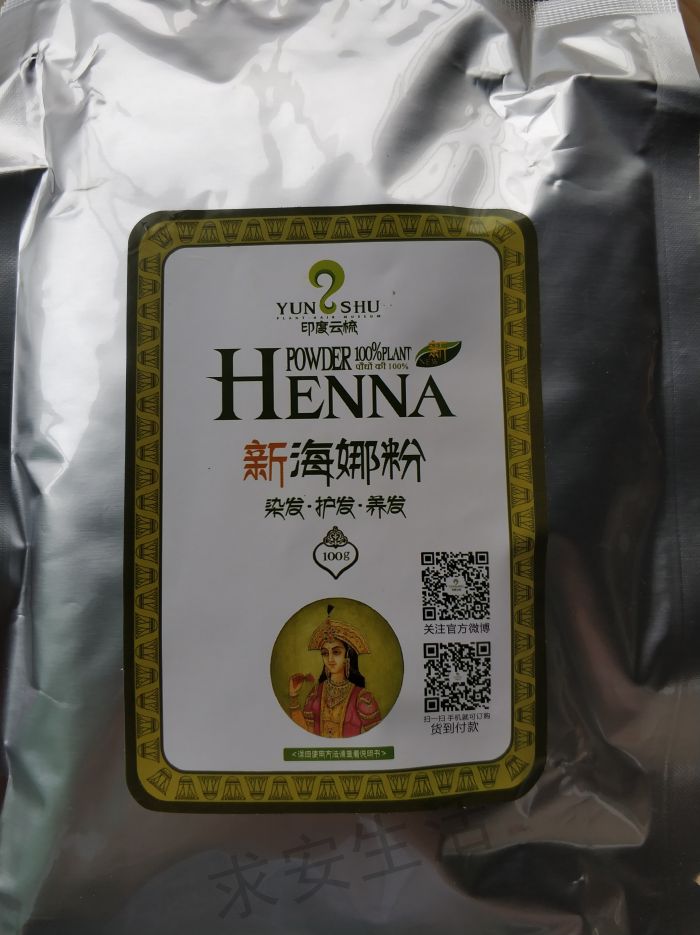 YUN SHU
PLANT HAIR MUSEUM
印度云梳
POWDER 100%PLANT
पौधों की 100%
HENNA
新海娜粉
染发·护发·养发
100g
关注官方微博
扫一扫 手机就可订购
货到付款
<详细使用方法请查看说明书>
求安生活